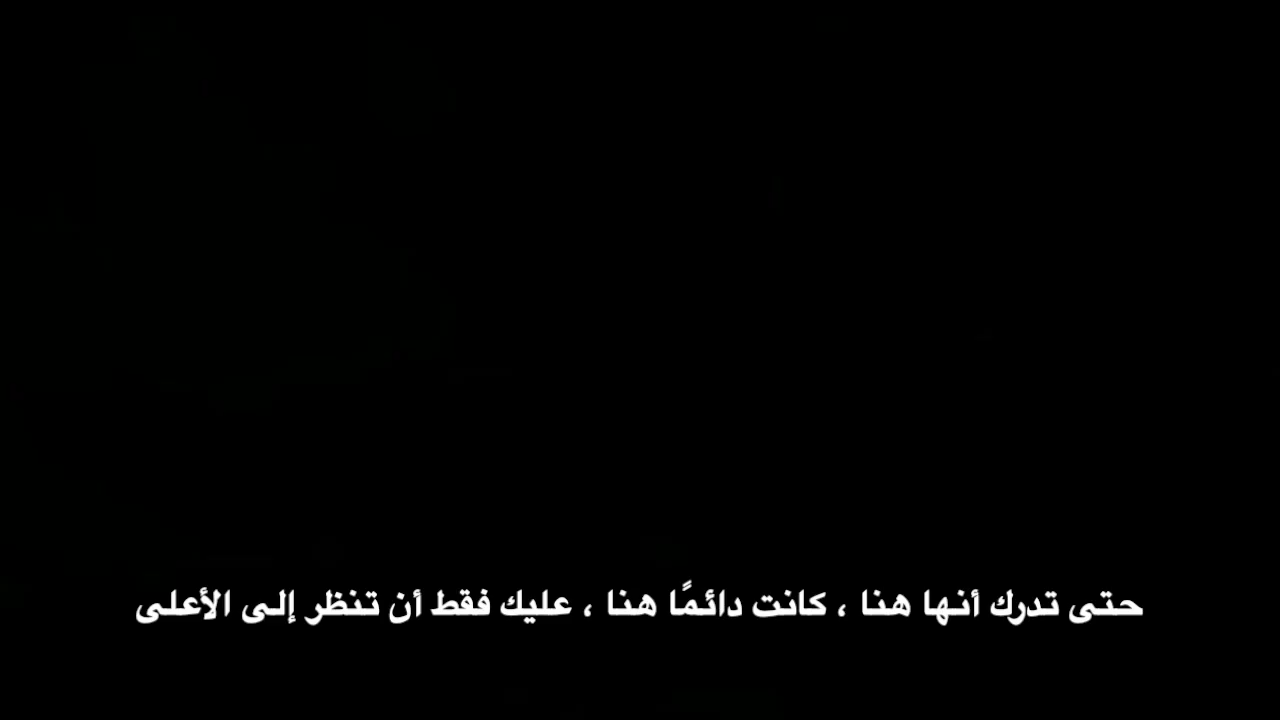 حتى تدرك أنها هنا ، كانت دائمًا هنا ، عليك فقط أن تنظر إلى الأعلى